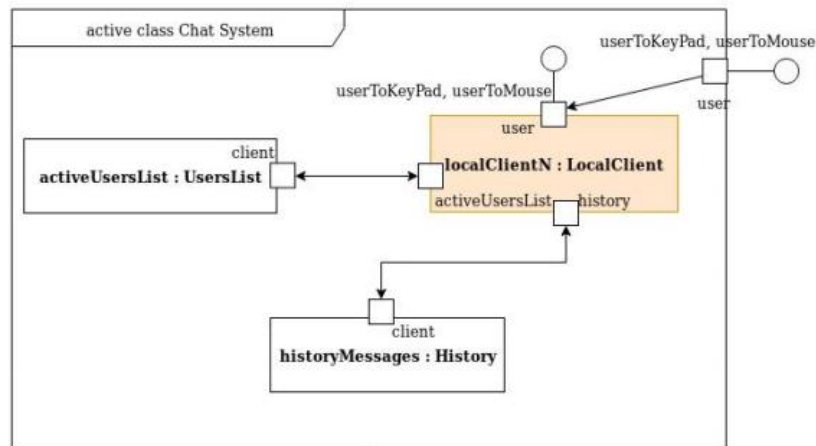 active class Chat System
userToKeyPad, userToMouse
user
userToKeyPad, userToMouse
user
client
activeUsersList : UsersList
localClientN : LocalClient
activeUsersList
history
client
historyMessages : History